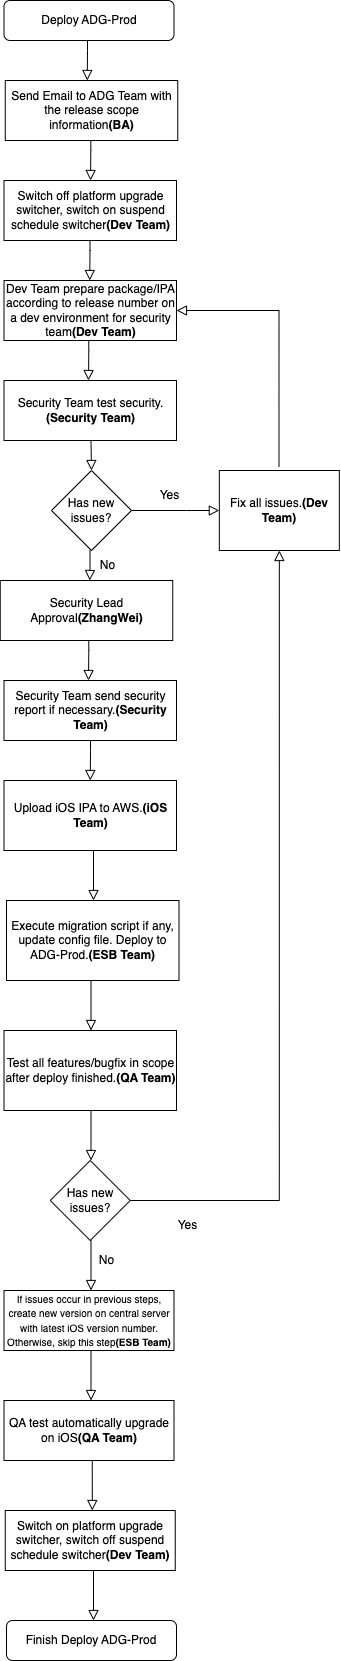 Deploy ADG-Prod
Send Email to ADG Team with
the release scope
information(BA)
Switch off platform upgrade
switcher, switch on suspend
schedule switcher(Dev Team)
Dev Team prepare package/IPA
according to release number on
a dev environment for security
team(Dev Team)
Security Team test security.
(Security Team)
Has new
issues?
Yes
Fix all issues.(Dev
Team)
No
Security Lead
Approval(ZhangWei)
Security Team send security
report if necessary.(Security
Team)
Upload iOS IPA to AWS.(iOS
Team)
Execute migration script if any,
update config file. Deploy to
ADG-Prod.(ESB Team)
Test all features/bugfix in scope
after deploy finished.(QA Team)
Has new
issues?
Yes
No
If issues occur in previous steps,
create new version on central server
with latest iOS version number.
Otherwise, skip this step(ESB Team)
QA test automatically upgrade
on iOS(QA Team)
Switch on platform upgrade
switcher, switch off suspend
schedule switcher(Dev Team)
Finish Deploy ADG-Prod